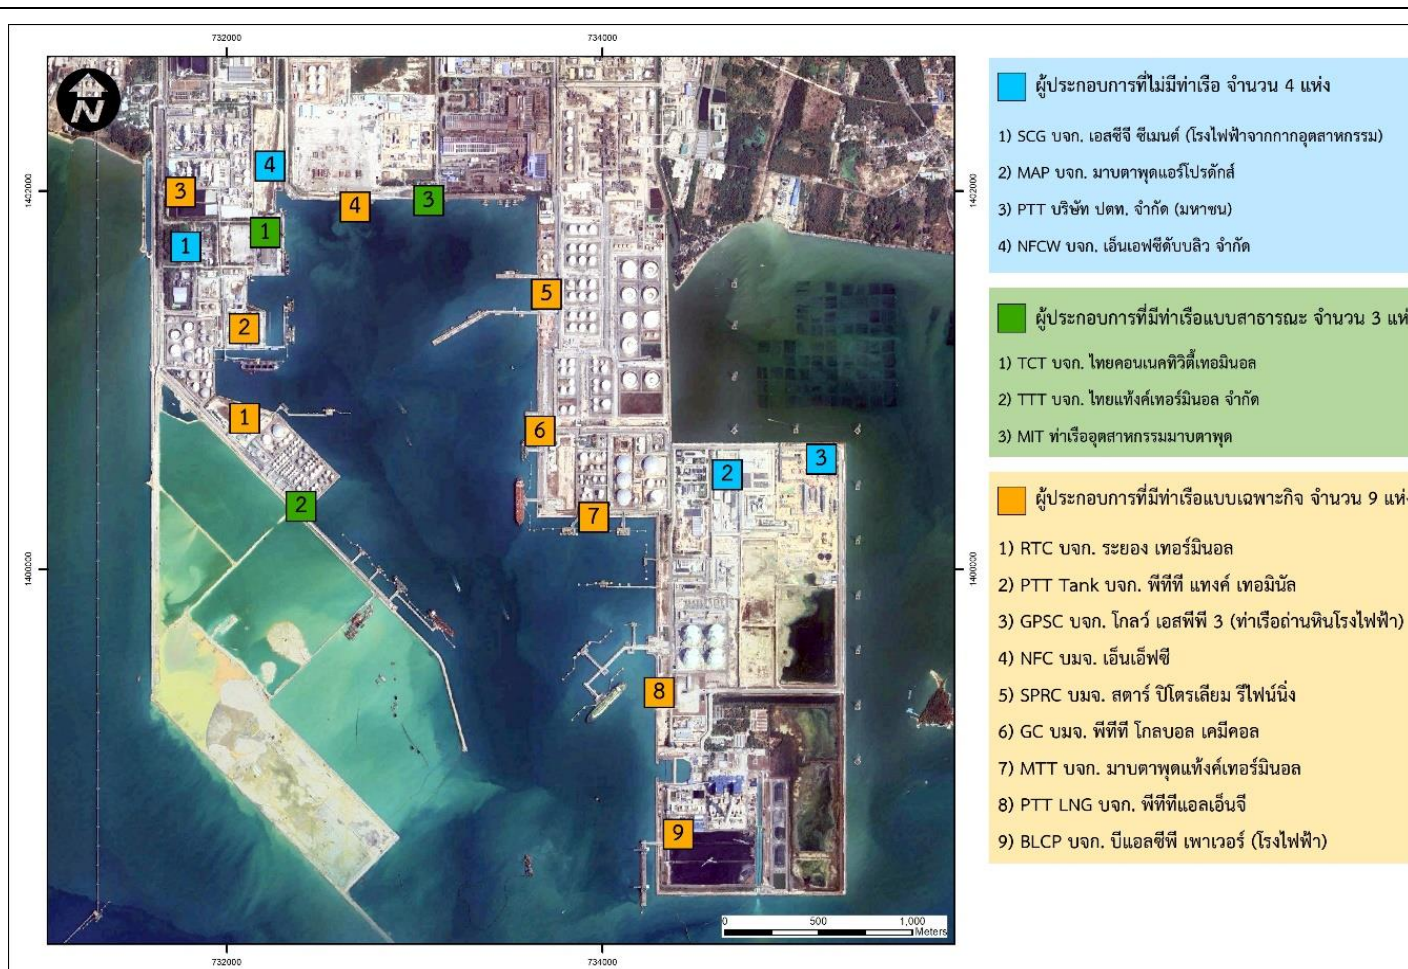 732000
734000
N
1402000
1402000
1400000
1400000
4
3
4
3
1
1
5
2
1
6
3
2
2
7
8
9
0 500 1,000
Meters
732000
734000
ผู้ประกอบการที่ไม่มีท่าเรือ จำนวน 4 แห่ง
1) SCG บจก. เอสซีจี ซีเมนต์ (โรงไฟฟ้าจากกากอุตสาหกรรม)
2) MAP บจก. มาบตาพุดแอร์โปรดักส์
3) PTT บริษัท ปตท. จำกัด (มหาชน)
4) NFCW บจก. เอ็นเอฟซีดับบลิว จำกัด
ผู้ประกอบการที่มีท่าเรือแบบสาธารณะ จำนวน 3 แห่
1) TCT บจก. ไทยคอนเนคทิวิตี้เทอมินอล
2) TTT บจก. ไทยแท้งค์เทอร์มินอล จำกัด
3) MIT ท่าเรืออุตสาหกรรมมาบตาพุด
ผู้ประกอบการที่มีท่าเรือแบบเฉพาะกิจ จำนวน 9 แห่
1) RTC บจก. ระยอง เทอร์มินอล
2) PTT Tank บจก. พีทีที แทงค์ เทอมินัล
3) GPSC บจก. โกลว์ เอสพีพี 3 (ท่าเรือถ่านหินโรงไฟฟ้า)
4) NFC บมจ. เอ็นเอ็ฟซี
5) SPRC บมจ. สตาร์ ปิโตรเลียม รีไฟน์นิ่ง
6) GC บมจ. พีทีที โกลบอล เคมีคอล
7) MTT บจก. มาบตาพุดแท้งค์เทอร์มินอล
8) PTT LNG บจก. พีทีทีแอลเอ็นจี
9) BLCP บจก. บีแอลซีพี เพาเวอร์ (โรงไฟฟ้า)